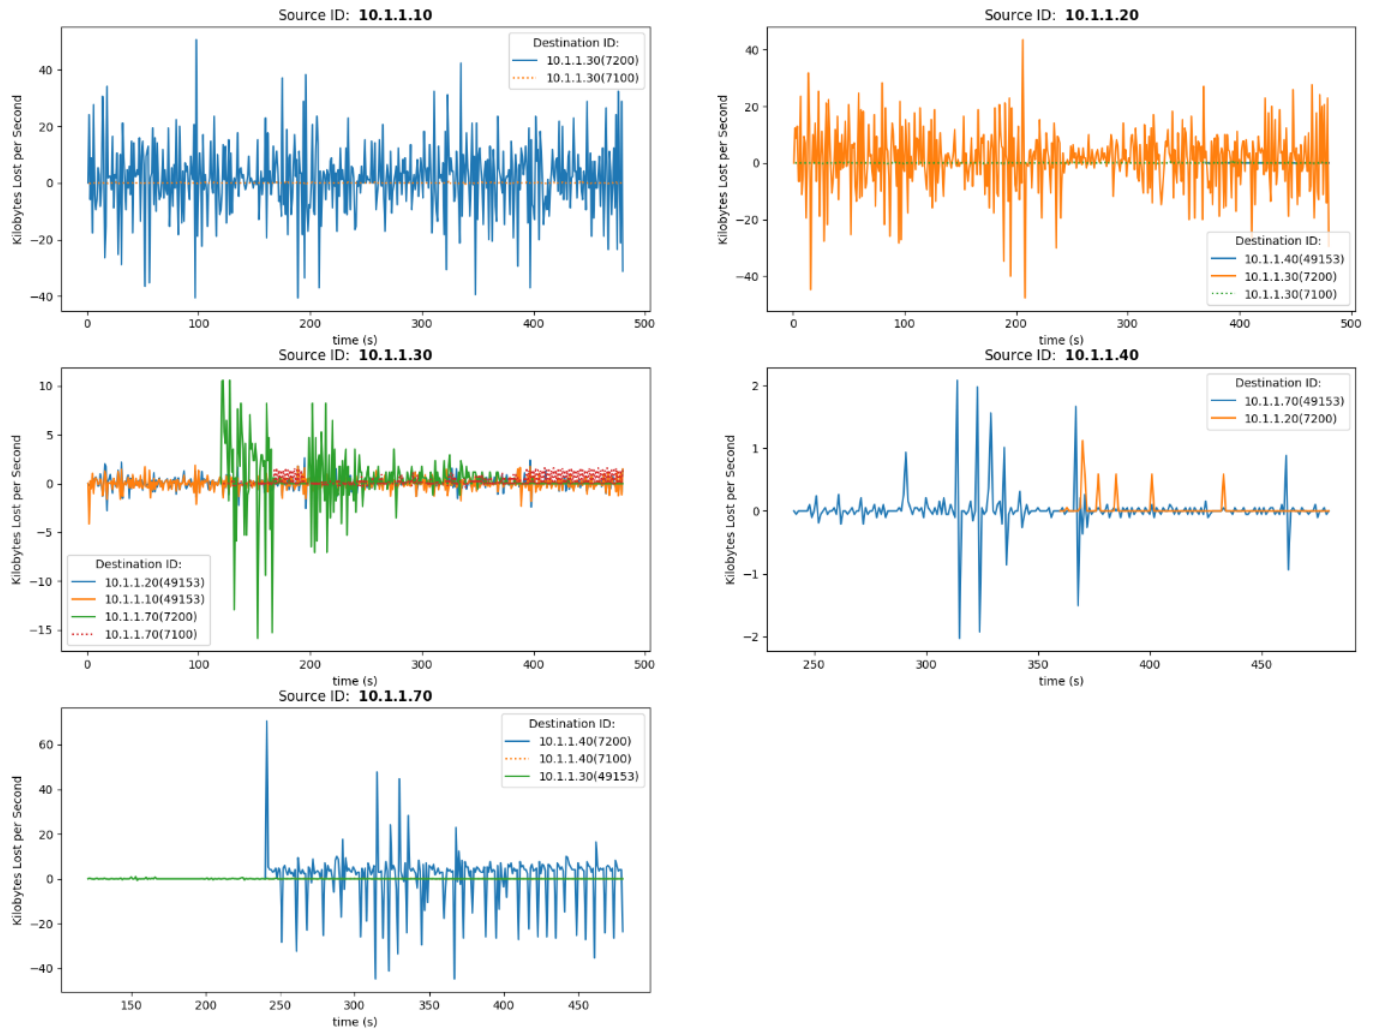 Source ID: 10.1.1.10
Kilobytes Lost per Second
40
20
0
−20
−40
Destination ID:
10.1.1.30(7200)
10.1.1.30(7100)
0 100 200 300 400 500
time (s)
Source ID: 10.1.1.20
Kilobytes Lost per Second
40
20
0
−20
−40
Destination ID:
10.1.1.40(49153)
10.1.1.30(7200)
10.1.1.30(7100)
0 100 200 300 400 500
time (s)
Source ID: 10.1.1.30
Kilobytes Lost per Second
10
5
0
−5
−10
−15
Destination ID:
10.1.1.20(49153)
10.1.1.10(49153)
10.1.1.70(7200)
10.1.1.70(7100)
0 100 200 300 400 500
time (s)
Source ID: 10.1.1.40
Kilobytes Lost per Second
2
1
0
−1
−2
Destination ID:
10.1.1.70(49153)
10.1.1.20(7200)
250 300 350 400 450
time (s)
Source ID: 10.1.1.70
Kilobytes Lost per Second
60
40
20
0
−20
−40
Destination ID:
10.1.1.40(7200)
10.1.1.40(7100)
10.1.1.30(49153)
150 200 250 300 350 400 450
time (s)